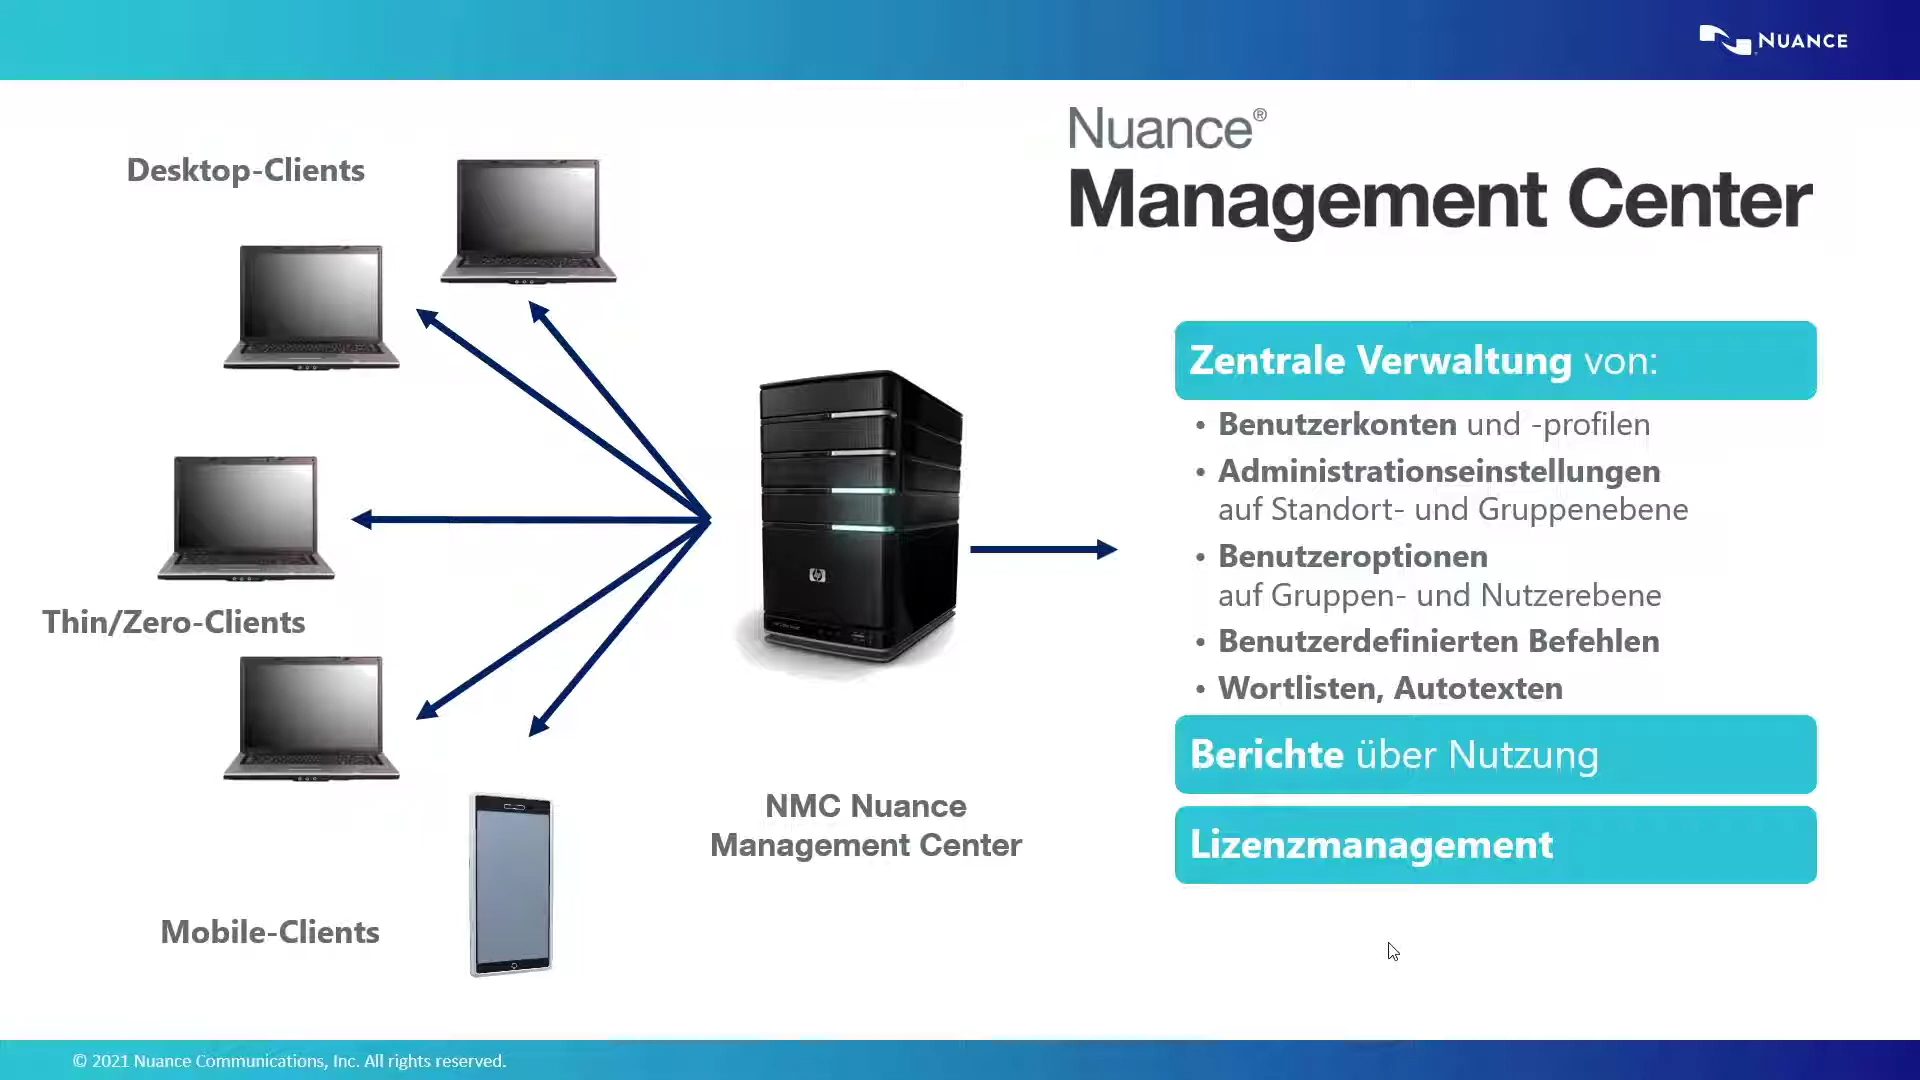 NUANCE
Nuance®
Management Center
Desktop-Clients
Thin/Zero-Clients
Mobile-Clients
NMC Nuance
Management Center
Zentrale Verwaltung von:
• Benutzerkonten und -profilen
• Administrationseinstellungen
auf Standort- und Gruppenebene
• Benutzeroptionen
auf Gruppen- und Nutzerebene
• Benutzerdefinierten Befehlen
• Wortlisten, Autotexten
Berichte über Nutzung
Lizenzmanagement
© 2021 Nuance Communications, Inc. All rights reserved.